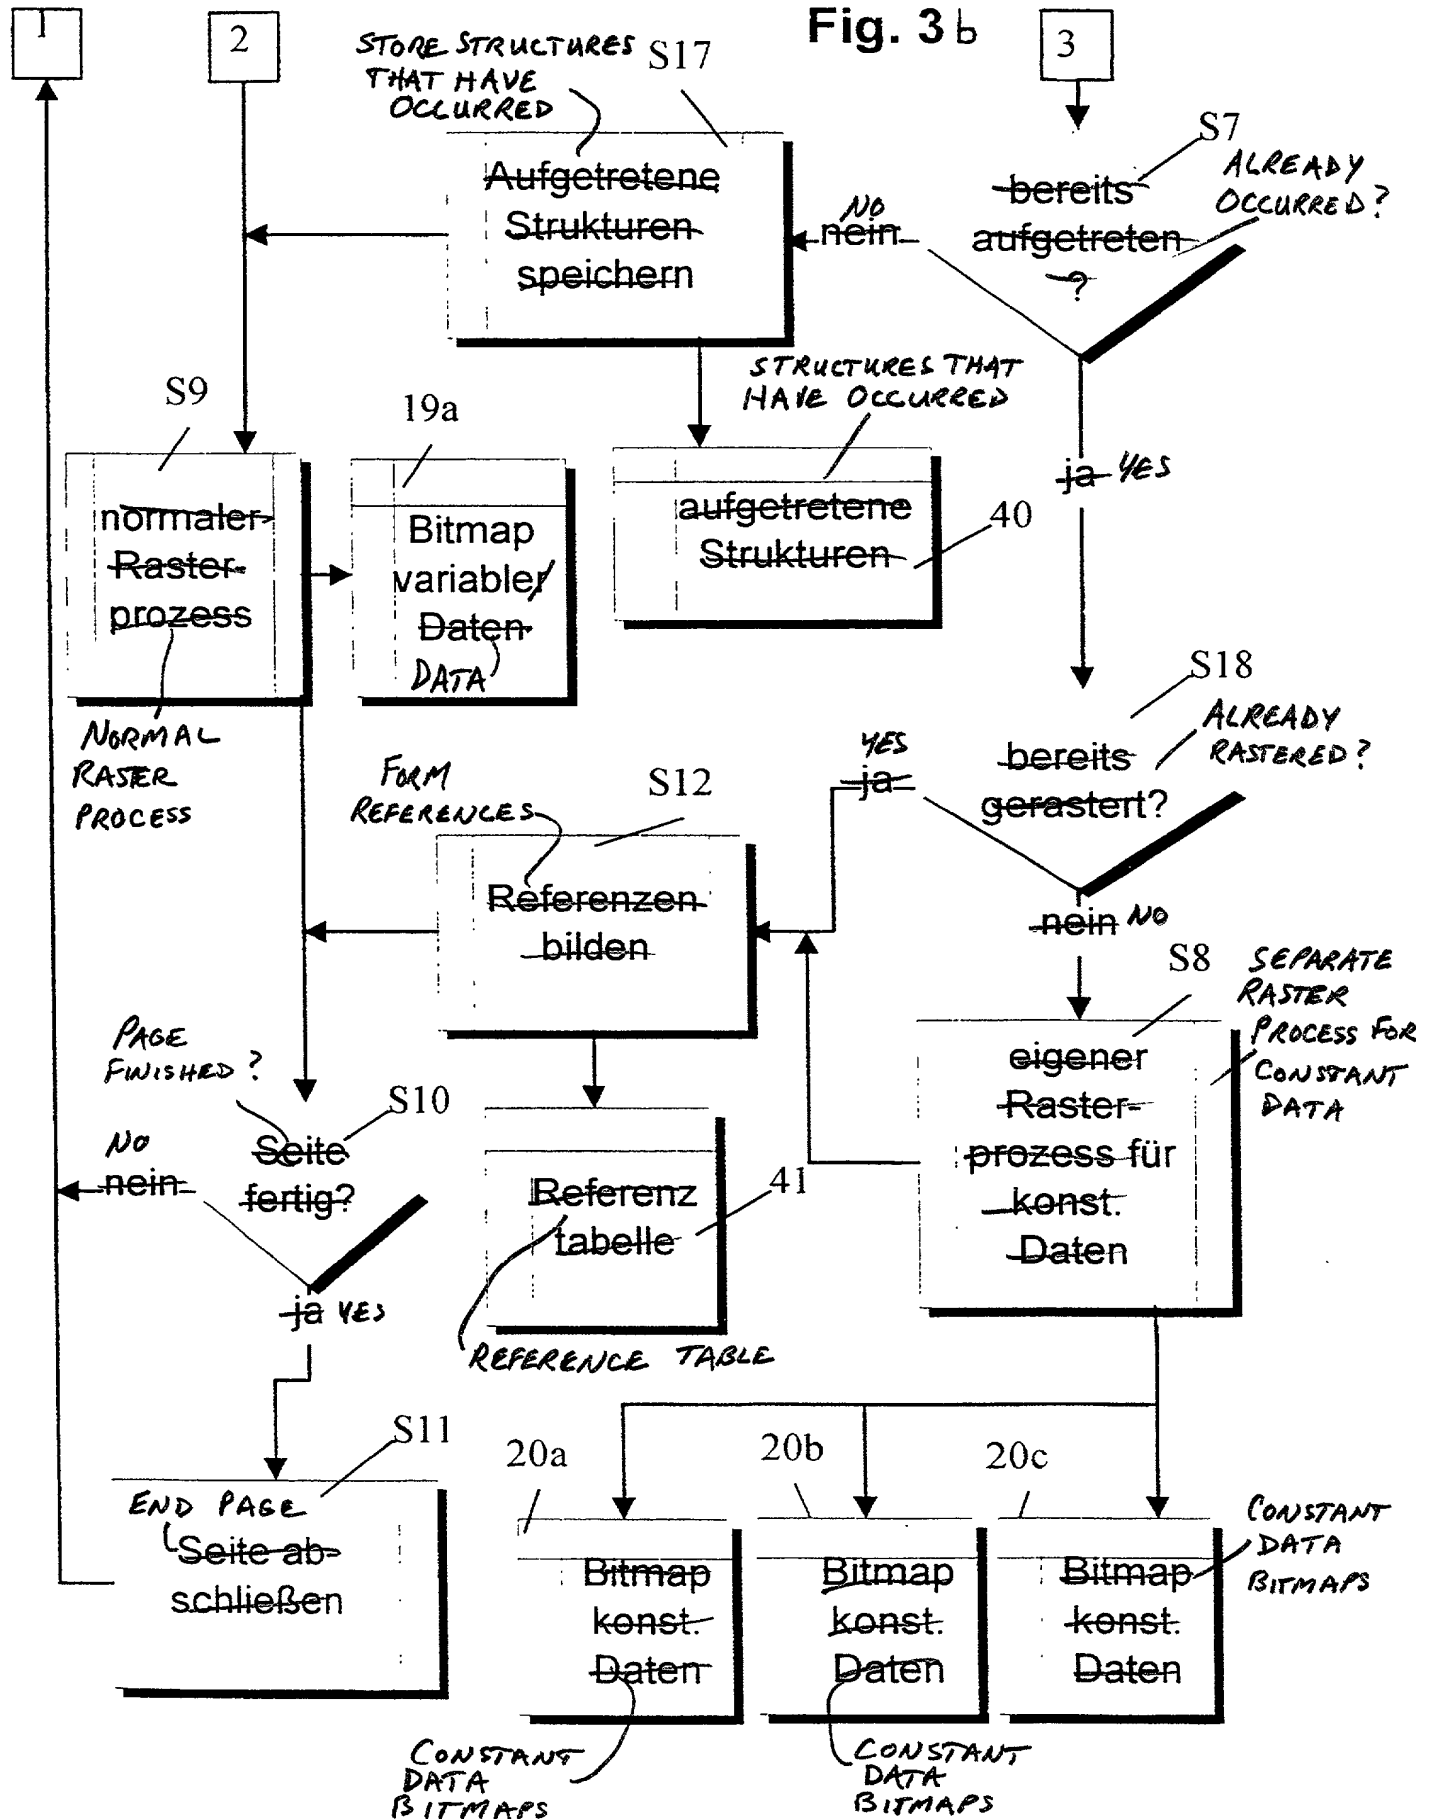 Fig. 3b
1
2
3
STORE STRUCTURES
THAT HAVE
OCCURRED
S17
Aufgetretene
Strukturen
speichern
S7
ALREADY
OCCURRED?
bereits
aufgetreten
?
NO
nein
STRUCTURES THAT
HAVE OCCURRED
aufgetretene
Strukturen
40
ja YES
S9
normaler
Raster-
prozess
NORMAL
RASTER
PROCESS
19a
Bitmap
variabler
Daten
DATA
S18
ALREADY
RASTERED?
bereits
gerastert?
YES
ja
nein NO
FORM
REFERENCES
S12
Referenzen
bilden
S8
SEPARATE
RASTER
PROCESS FOR
CONSTANT
DATA
eigener
Raster-
prozess für
konst.
Daten
PAGE
FINISHED?
S10
Seite
fertig?
NO
nein
ja YES
Referenz
tabelle
41
REFERENCE TABLE
S11
END PAGE
Seite ab-
schließen
20a
Bitmap
konst.
Daten
CONSTANT
DATA
BITMAPS
20b
Bitmap
konst.
Daten
CONSTANT
DATA
BITMAPS
20c
Bitmap
konst.
Daten
CONSTANT
DATA
BITMAPS